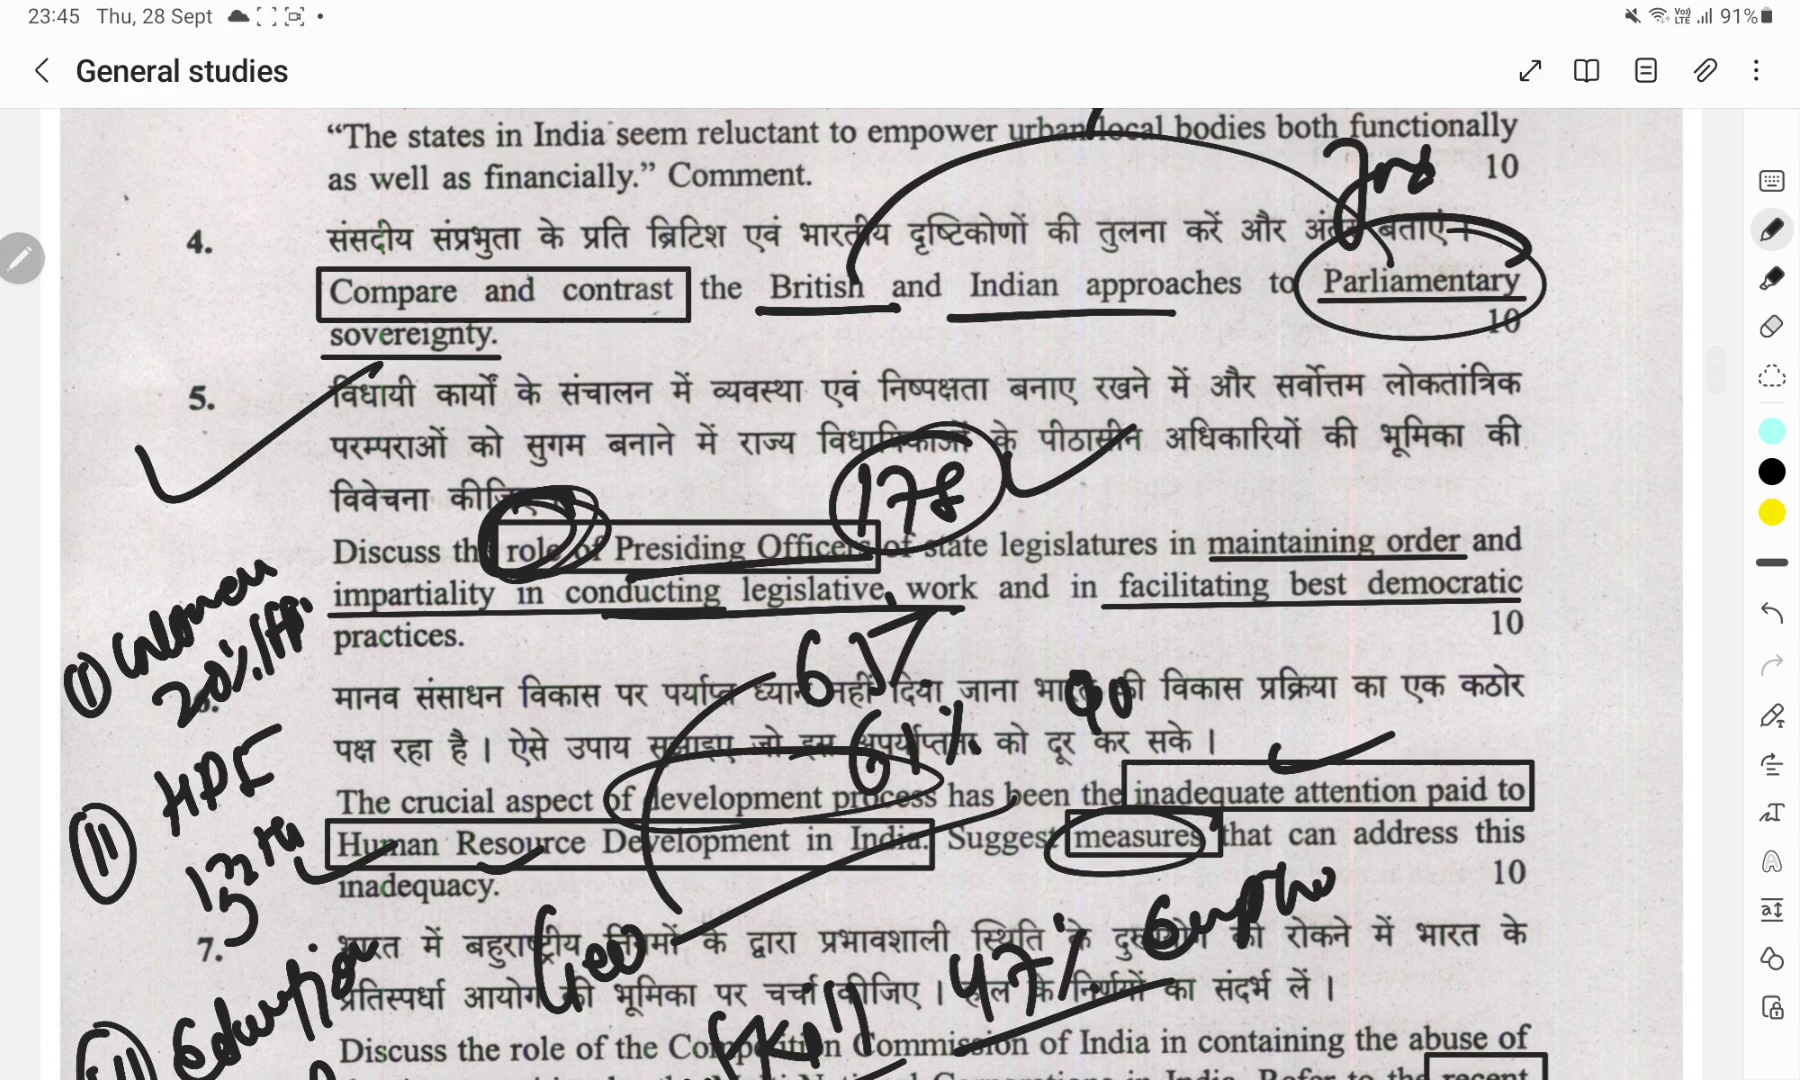 23:45 Thu, 28 Sept
91%
General studies
“The states in India seem reluctant to empower urban local bodies both functionally
as well as financially.” Comment. 10
3rd
4. संसदीय संप्रभुता के प्रति ब्रिटिश एवं भारतीय दृष्टिकोणों की तुलना करें और अंतर बताएं।
Compare and contrast the British and Indian approaches to Parliamentary
sovereignty. 10
5. विधायी कार्यों के संचालन में व्यवस्था एवं निष्पक्षता बनाए रखने में और सर्वोत्तम लोकतांत्रिक
परम्पराओं को सुगम बनाने में राज्य विधायिकाओं के पीठासीन अधिकारियों की भूमिका की
विवेचना कीजिए
178
Discuss the role of Presiding Officers of state legislatures in maintaining order and
impartiality in conducting legislative work and in facilitating best democratic
practices. 10
मानव संसाधन विकास पर पर्याप्त ध्यान नहीं दिया जाना भारत की विकास प्रक्रिया का एक कठोर
पक्ष रहा है। ऐसे उपाय सुझाइए जो इस अपर्याप्तता को दूर कर सके।
The crucial aspect of development process has been the inadequate attention paid to
Human Resource Development in India. Suggest measures that can address this
inadequacy. 10
7. भारत में बहुराष्ट्रीय निगमों के द्वारा प्रभावशाली स्थिति के दुरुपयोग को रोकने में भारत के
प्रतिस्पर्धा आयोग की भूमिका पर चर्चा कीजिए। हाल के निर्णयों का संदर्भ लें।
Discuss the role of the Competition Commission of India in containing the abuse of
Refer to the recent
women
20%
132
Education
47%